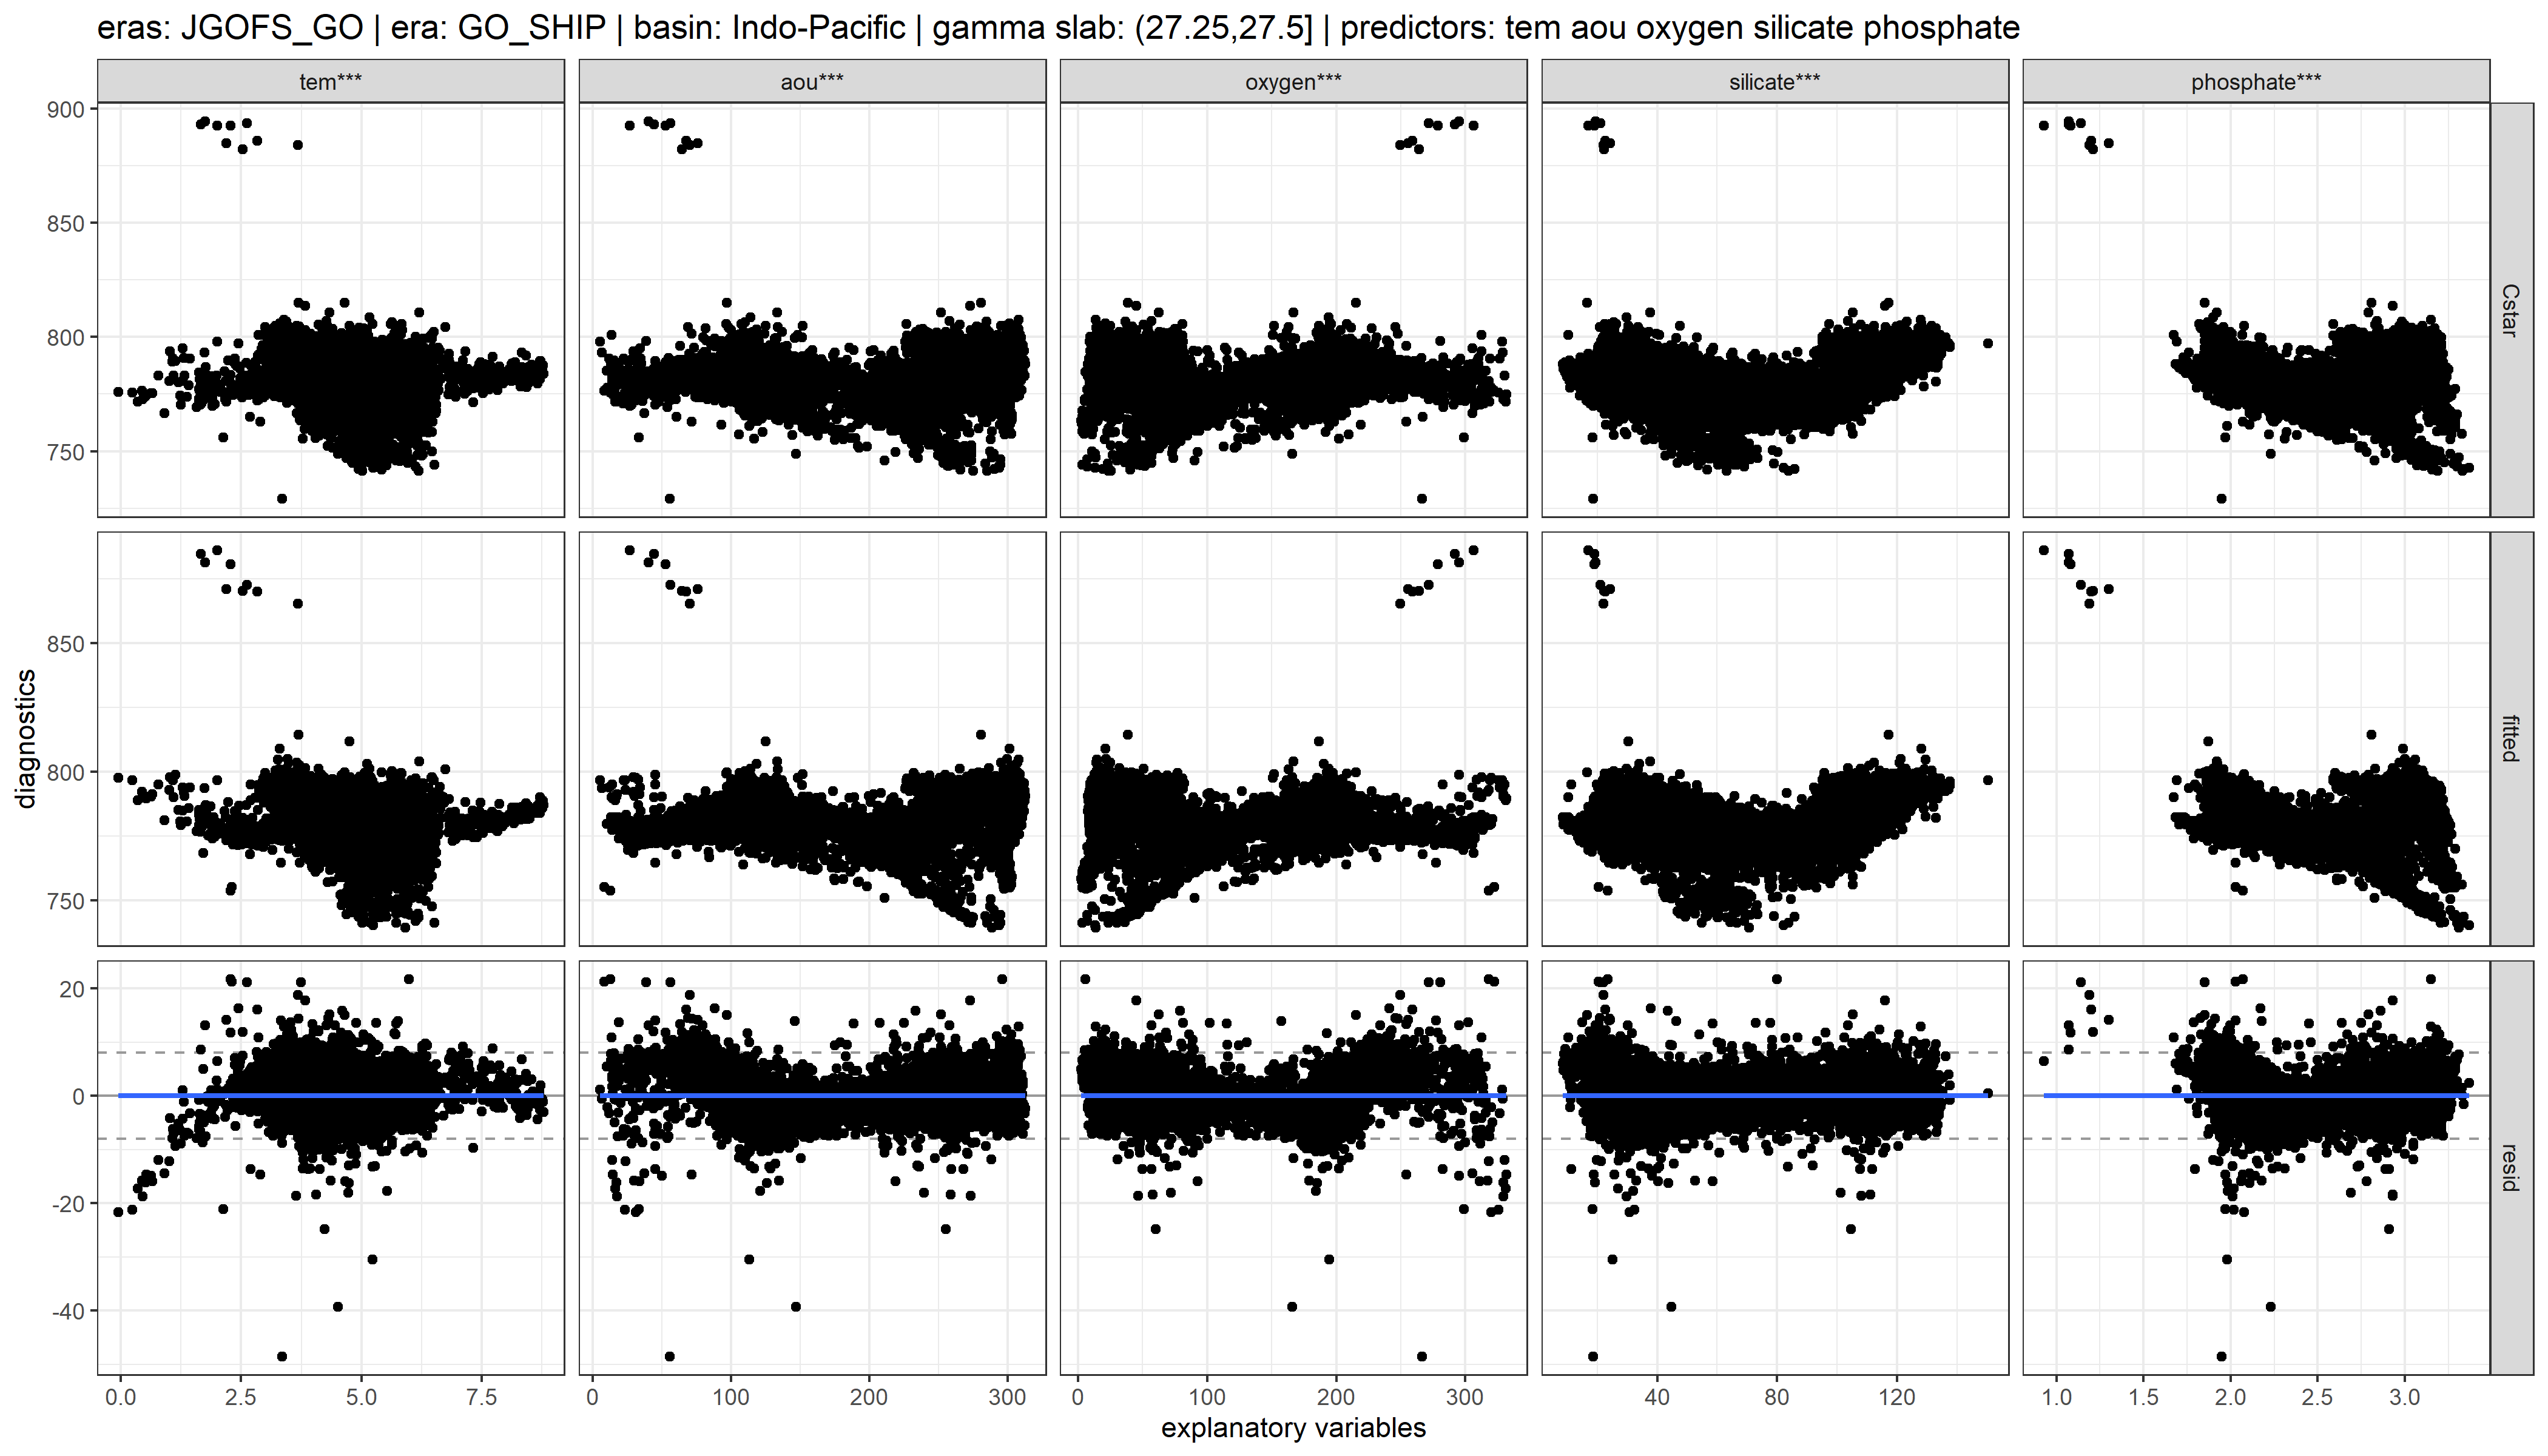 eras: JGOFS_GO | era: GO_SHIP | basin: Indo-Pacific | gamma slab: (27.25,27.5] | predictors: tem aou oxygen silicate phosphate
tem*** aou*** oxygen*** silicate*** phosphate***
900
850
800
750
Cstar
850
800
750
fitted
diagnostics
20
0
-20
-40
resid
0.0 2.5 5.0 7.5 0 100 200 300 0 100 200 300 40 80 120 1.0 1.5 2.0 2.5 3.0
explanatory variables